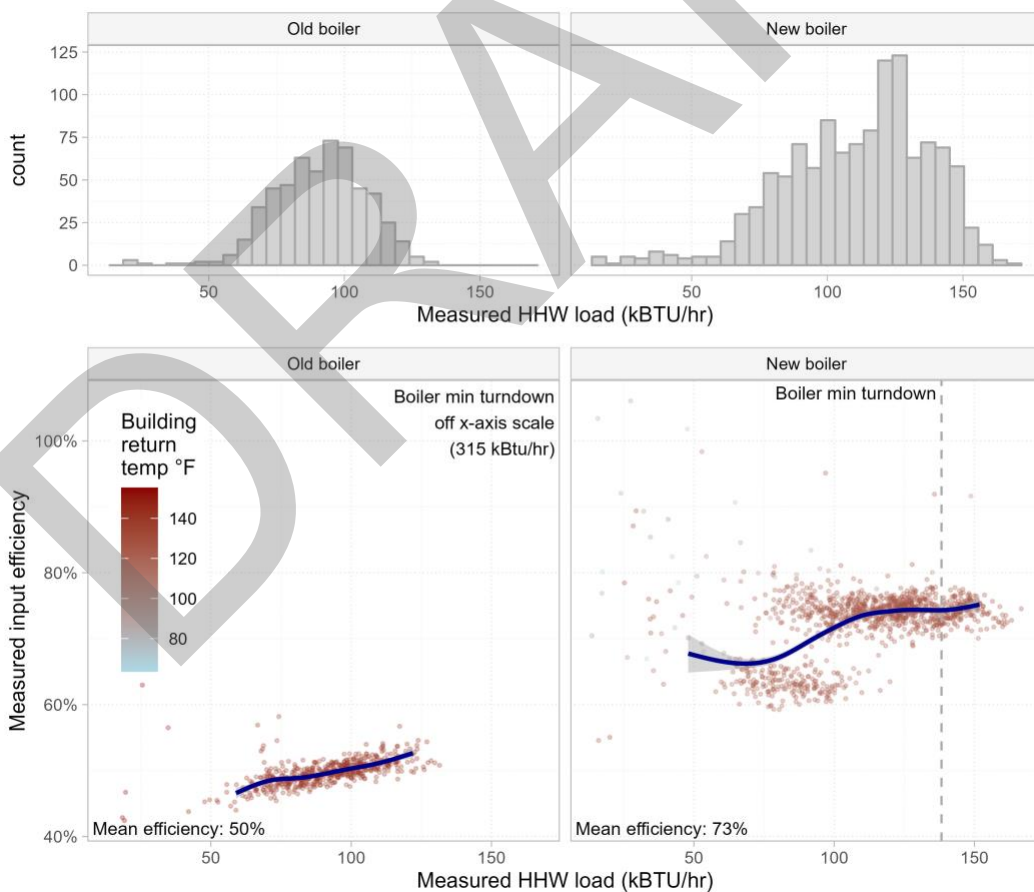 Old boiler
New boiler
125
100
75
50
25
0
count
50
100
150
50
100
150
Measured HHW load (kBTU/hr)
Old boiler
New boiler
Boiler min turndown
off x-axis scale
(315 kBtu/hr)
Boiler min turndown
Building
return
temp °F
140
120
100
80
100%
80%
60%
40%
Measured input efficiency
Mean efficiency: 50%
Mean efficiency: 73%
50
100
150
50
100
150
Measured HHW load (kBTU/hr)
DRA